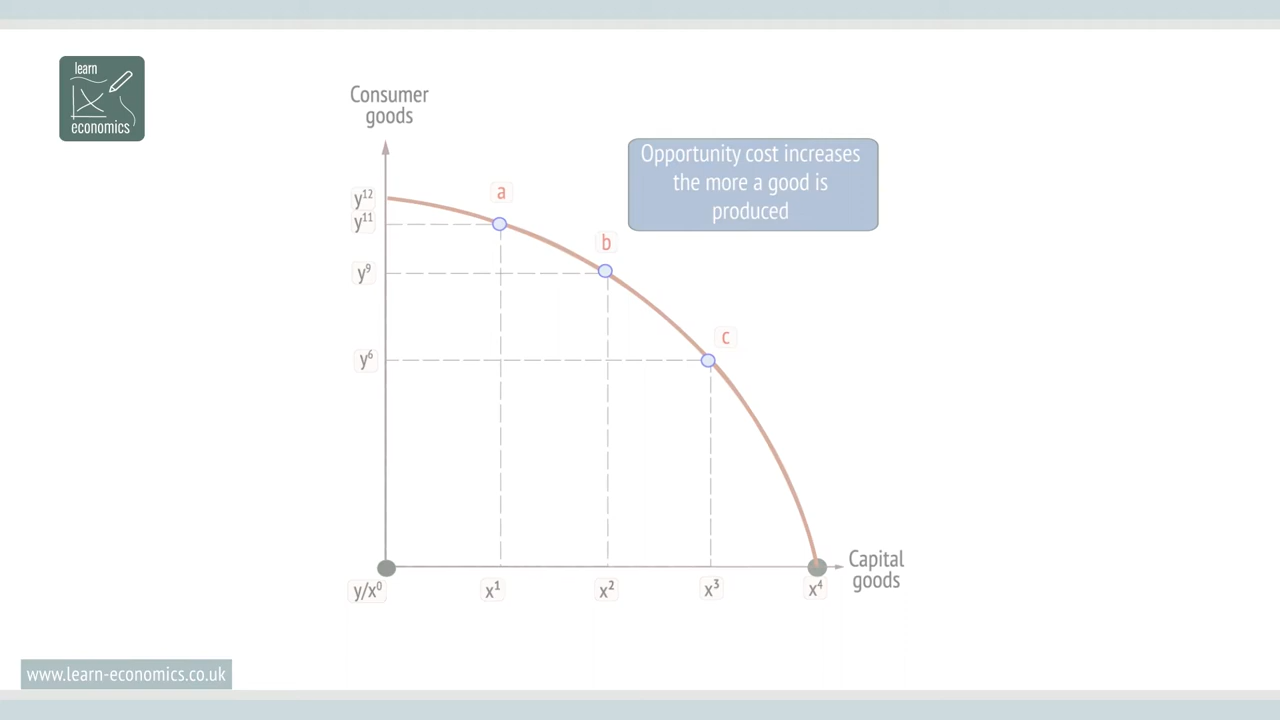 learn
economics
Consumer
goods
Opportunity cost increases
the more a good is
produced
y¹²
a
y¹¹
b
y⁹
c
y⁶
Capital
goods
y/x⁰
x¹
x²
x³
x⁴
www.learn-economics.co.uk